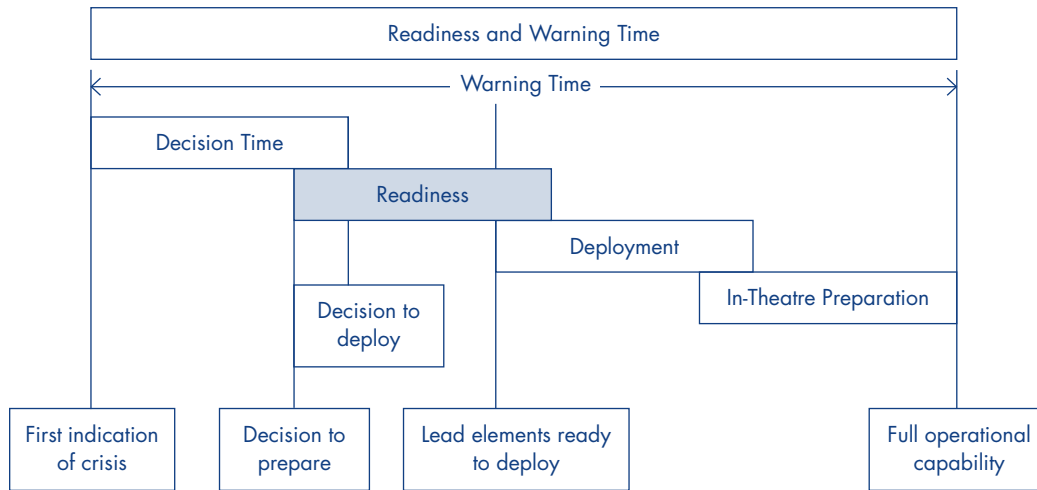 Readiness and Warning Time
Warning Time
Decision Time
Readiness
Deployment
In-Theatre Preparation
Decision to
deploy
First indication
of crisis
Decision to
prepare
Lead elements ready
to deploy
Full operational
capability